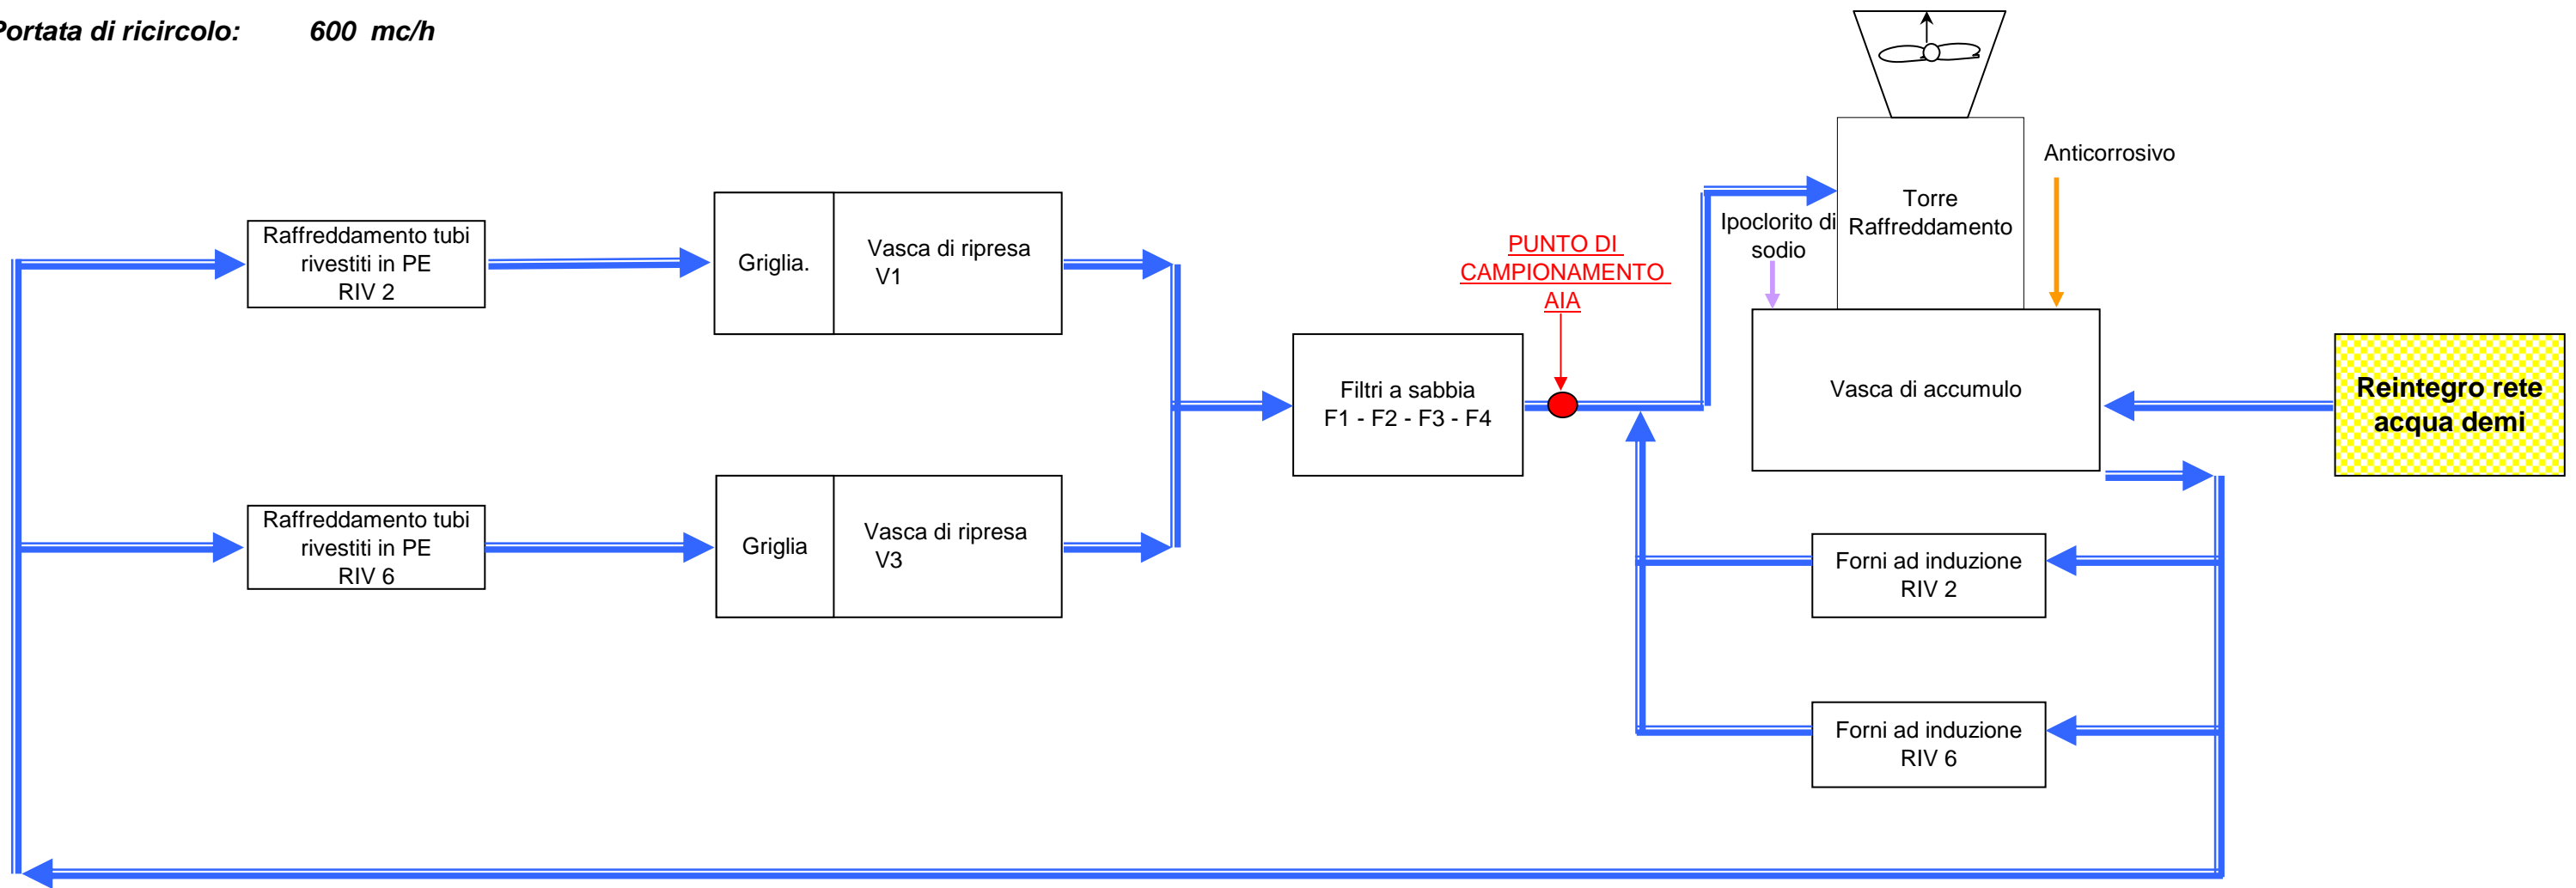 Portata di ricircolo: 600 mc/h
Anticorrosivo
Torre
Raffreddamento
Ipoclorito di
sodio
Raffreddamento tubi
rivestiti in PE
RIV 2
Griglia.
Vasca di ripresa
V1
PUNTO DI
CAMPIONAMENTO
AIA
Filtri a sabbia
F1 - F2 - F3 - F4
Vasca di accumulo
Reintegro rete
acqua demi
Raffreddamento tubi
rivestiti in PE
RIV 6
Griglia
Vasca di ripresa
V3
Forni ad induzione
RIV 2
Forni ad induzione
RIV 6